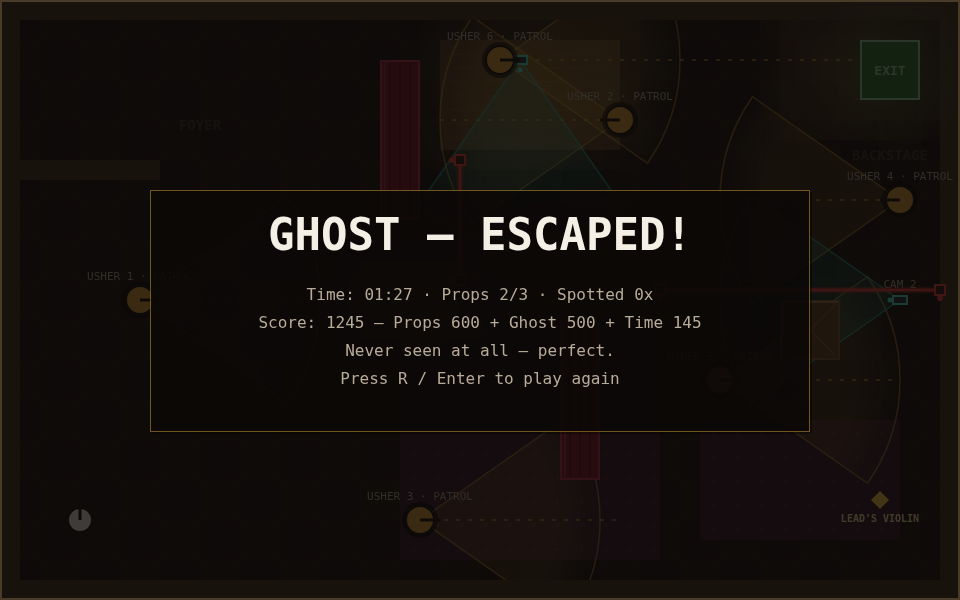 USHER 6 · PATROL
EXIT
USHER 2 · PATROL
FOYER
BACKSTAGE
USHER 4 · PATROL
GHOST — ESCAPED!
USHER 1 ·
CAM 2
Time: 01:27 · Props 2/3 · Spotted 0x
Score: 1245 — Props 600 + Ghost 500 + Time 145
Never seen at all — perfect.
Press R / Enter to play again
USHER 3 · PATROL
LEAD'S VIOLIN